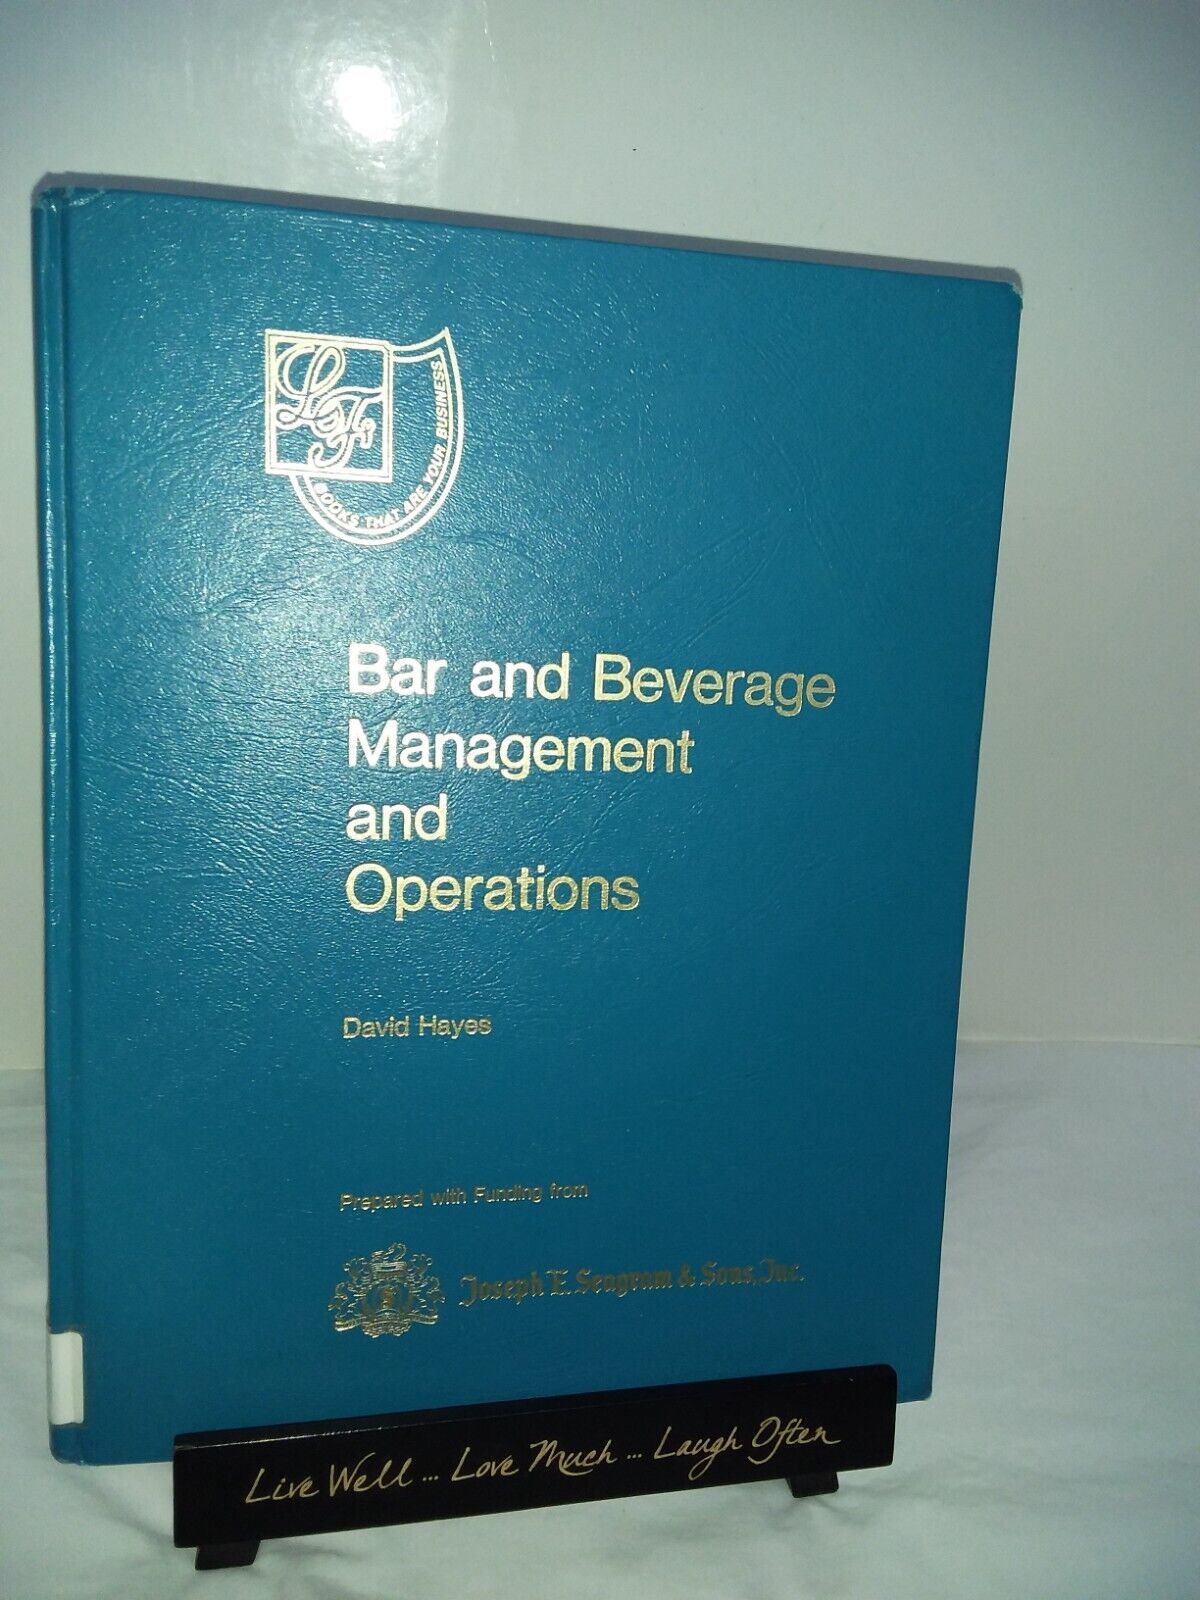 BOOKS THAT ARE YOUR BUSINESS
Bar and Beverage
Management
and
Operations
David Hayes
Prepared with Funding from
Joseph E. Seagram & Sons, Inc.
Live Well... Love Much... Laugh Often